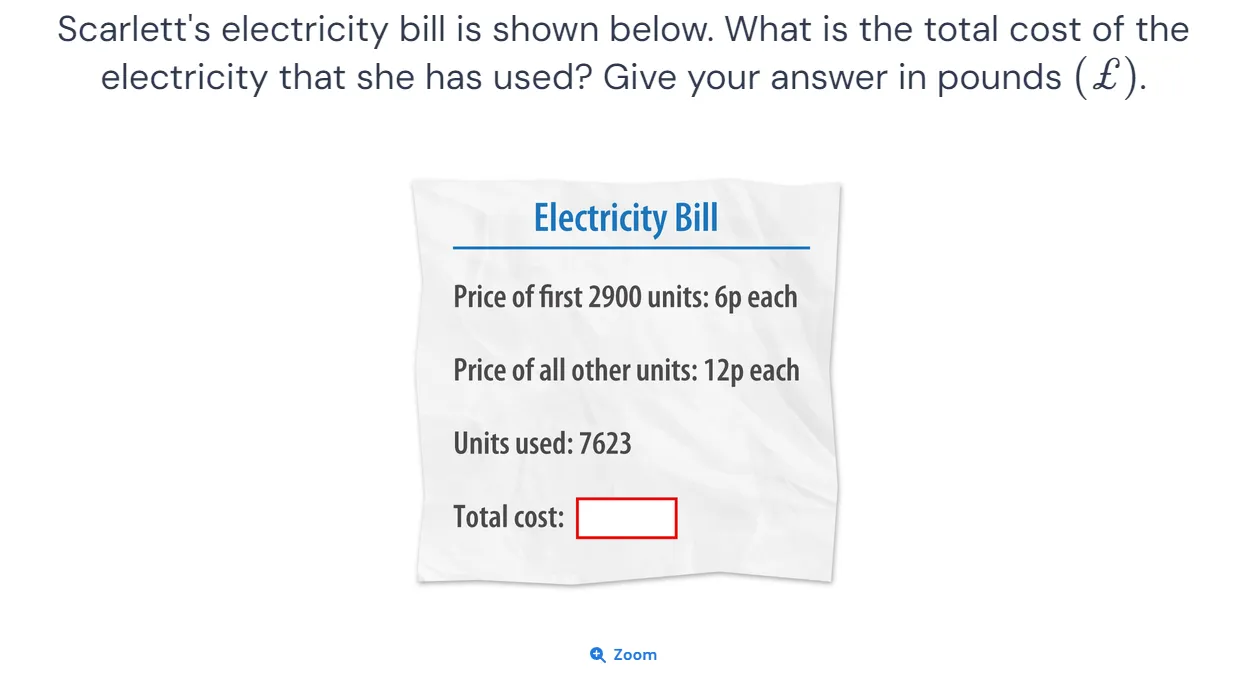 Scarlett's electricity bill is shown below. What is the total cost of the
electricity that she has used? Give your answer in pounds (£).
Electricity Bill
Price of first 2900 units: 6p each
Price of all other units: 12p each
Units used: 7623
Total cost:
Zoom